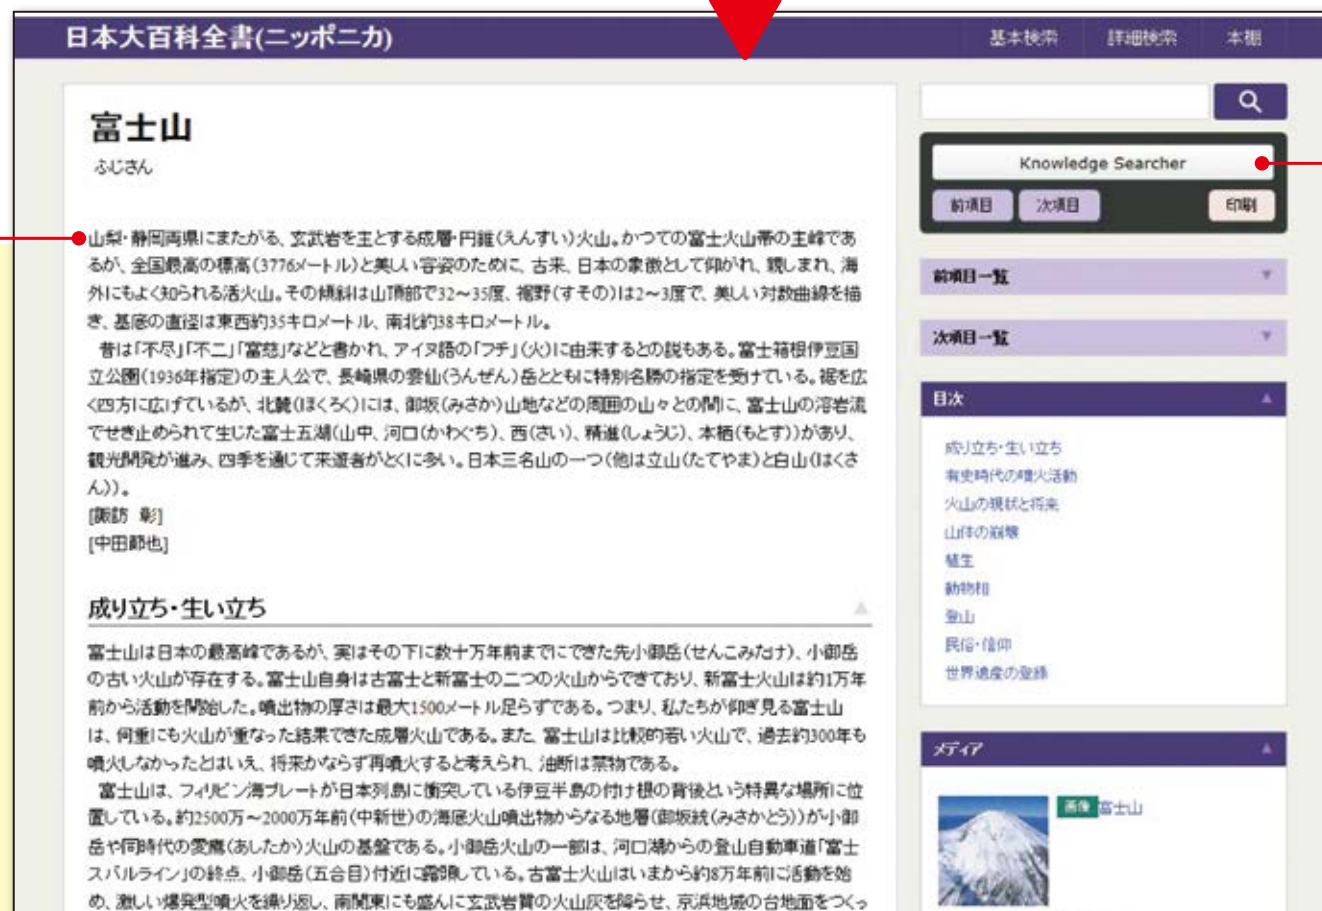 日本大百科全書(ニッポニカ)
基本検索 詳細検索 本棚
富士山
ふじさん
山梨・静岡両県にまたがる、玄武岩を主とする成層・円錐(えんすい)火山。かつての富士火山帯の主峰であ
るが、全国最高の標高(3776メートル)と美しい容姿のために、古来、日本の象徴として仰がれ、親しまれ、海
外にもよく知られる活火山。その傾斜は山頂部で32～35度、裾野(すその)は2～3度で、美しい対数曲線を描
き、基底の直径は東西約35キロメートル、南北約38キロメートル。
昔は「不尽」「不二」「富慈」などと書かれ、アイヌ語の「フチ」(火)に由来するとの説もある。富士箱根伊豆国
立公園(1936年指定)の主人公で、長崎県の雲仙(うんぜん)岳とともに特別名勝の指定を受けている。裾を広
く四方に広げているが、北麓(ほくろく)には、御坂(みさか)山地などの周囲の山々との間に、富士山の溶岩流
でせき止められて生じた富士五湖(山中、河口(かわぐち)、西(さい)、精進(しょうじ)、本栖(もとす))があり、
観光開発が進み、四季を通じて来遊者がとくに多い。日本三名山の一つ(他は立山(たてやま)と白山(はくさ
ん))。
[諏訪 彰]
[中田節也]
成り立ち・生い立ち
富士山は日本の最高峰であるが、実はその下に数十万年前までにできた先小御岳(せんこみたけ)、小御岳
の古い火山が存在する。富士山自身は古富士と新富士の二つの火山からできており、新富士火山は約1万年
前から活動を開始した。噴出物の厚さは最大1500メートル足らずである。つまり、私たちが仰ぎ見る富士山
は、何重にも火山が重なった結果できた成層火山である。また、富士山は比較的若い火山で、過去約300年も
噴火しなかったとはいえ、将来かならず再噴火すると考えられ、油断は禁物である。
富士山は、フィリピン海プレートが日本列島に衝突している伊豆半島の付け根の背後という特異な場所に位
置している。約2500万～2000万年前(中新世)の海底火山噴出物からなる地層(御坂統(みさかとう))が小御
岳や同時代の愛鷹(あしたか)火山の基盤である。小御岳火山の一部は、河口湖からの登山自動車道「富士
スバルライン」の終点、小御岳(五合目)付近に露頭している。古富士火山はいまから約8万年前に活動を始
め、激しい爆発型噴火を繰り返し、南関東にも盛んに玄武岩質の火山灰を降らせ、京浜地域の台地面をつくっ
Knowledge Searcher
前項目 次項目 印刷
前項目一覧
次項目一覧
目次
成り立ち・生い立ち
有史時代の噴火活動
火山の現状と将来
山体の崩壊
植生
動物相
登山
民俗・信仰
世界遺産の登録
メディア
画像 富士山